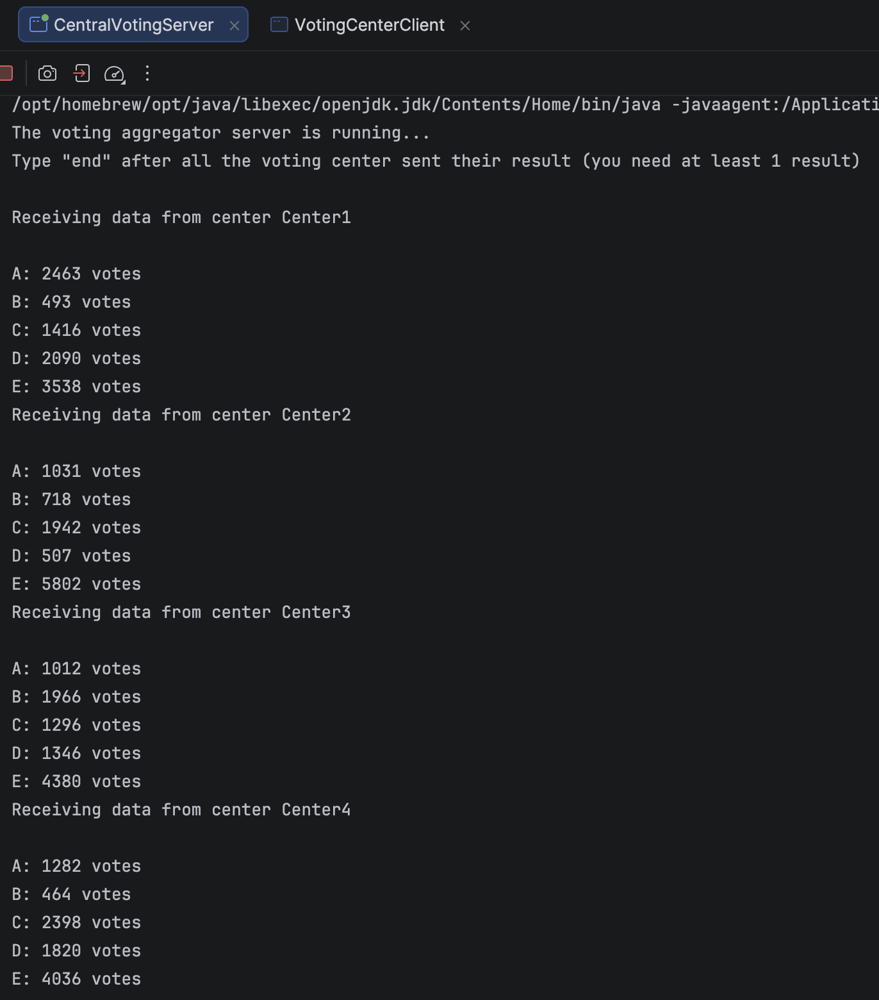 CentralVotingServer VotingCenterClient
/opt/homebrew/opt/java/libexec/openjdk.jdk/Contents/Home/bin/java -javaagent:/Applicati
The voting aggregator server is running...
Type "end" after all the voting center sent their result (you need at least 1 result)
Receiving data from center Center1
A: 2463 votes
B: 493 votes
C: 1416 votes
D: 2090 votes
E: 3538 votes
Receiving data from center Center2
A: 1031 votes
B: 718 votes
C: 1942 votes
D: 507 votes
E: 5802 votes
Receiving data from center Center3
A: 1012 votes
B: 1966 votes
C: 1296 votes
D: 1346 votes
E: 4380 votes
Receiving data from center Center4
A: 1282 votes
B: 464 votes
C: 2398 votes
D: 1820 votes
E: 4036 votes